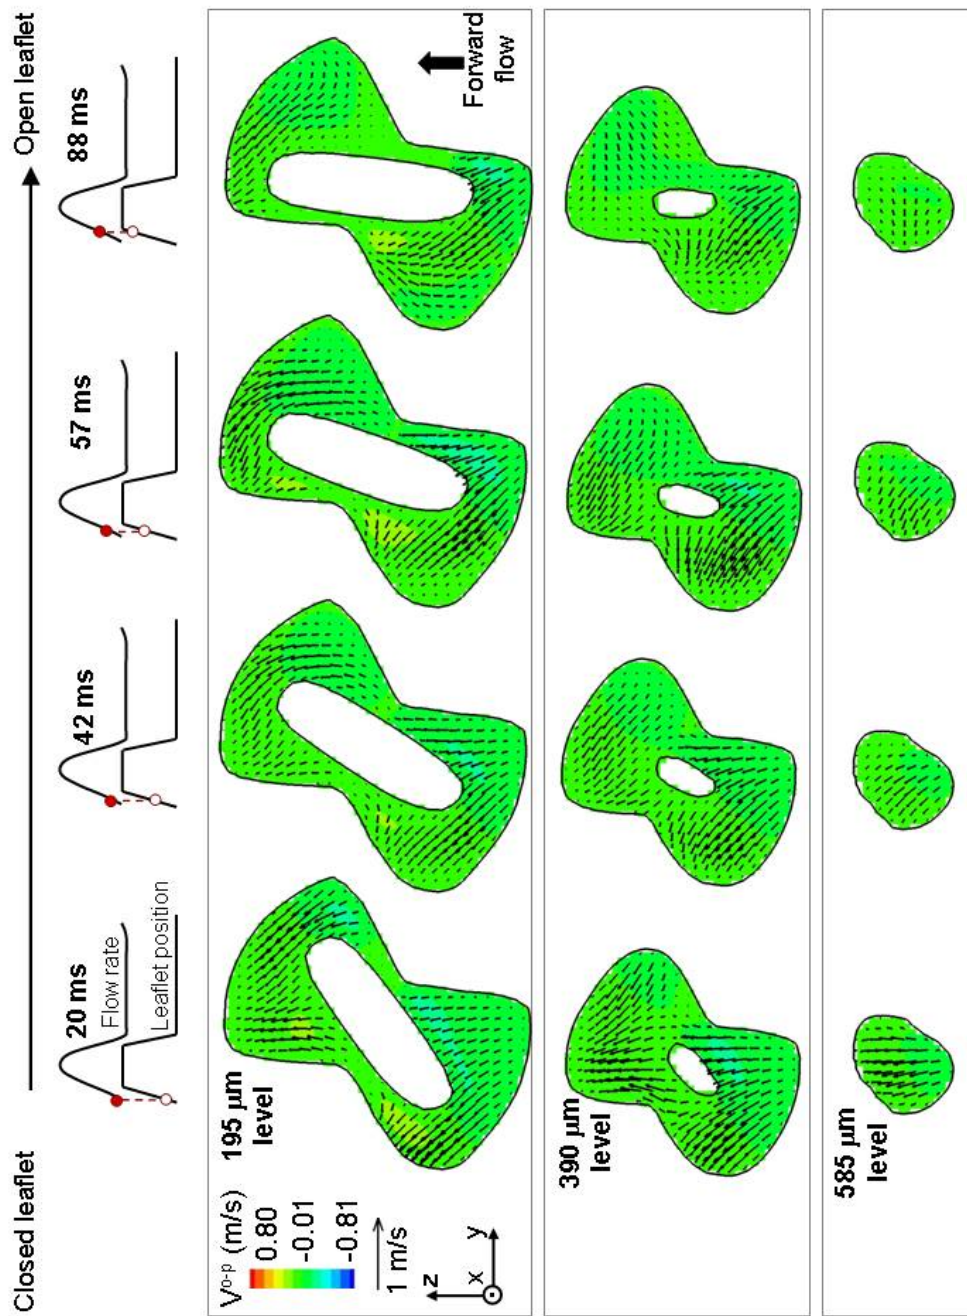 Closed leaflet
Open leaflet
20 ms
42 ms
57 ms
88 ms
Flow rate
Leaflet position
195 μm
level
Forward
flow
V^o-p (m/s)
0.80
-0.01
-0.81
1 m/s
z
x
y
390 μm
level
585 μm
level